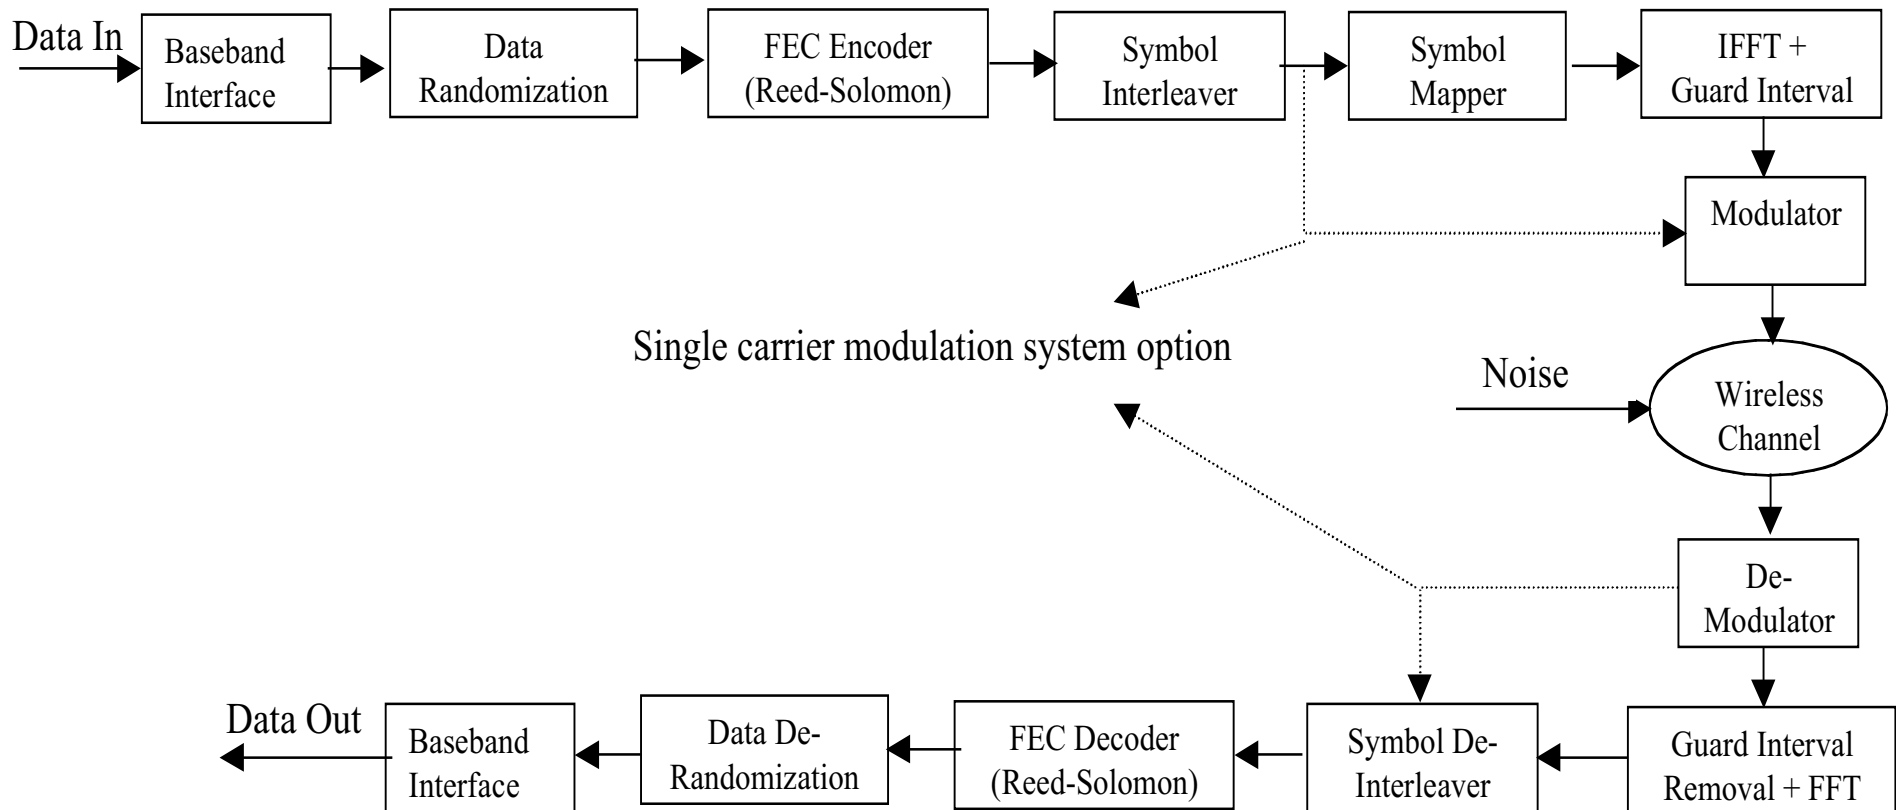 Data In
Baseband
Interface
Data
Randomization
FEC Encoder
(Reed-Solomon)
Symbol
Interleaver
Symbol
Mapper
IFFT +
Guard Interval
Modulator
Single carrier modulation system option
Noise
Wireless
Channel
De-
Modulator
Guard Interval
Removal + FFT
Symbol De-
Interleaver
FEC Decoder
(Reed-Solomon)
Data De-
Randomization
Baseband
Interface
Data Out